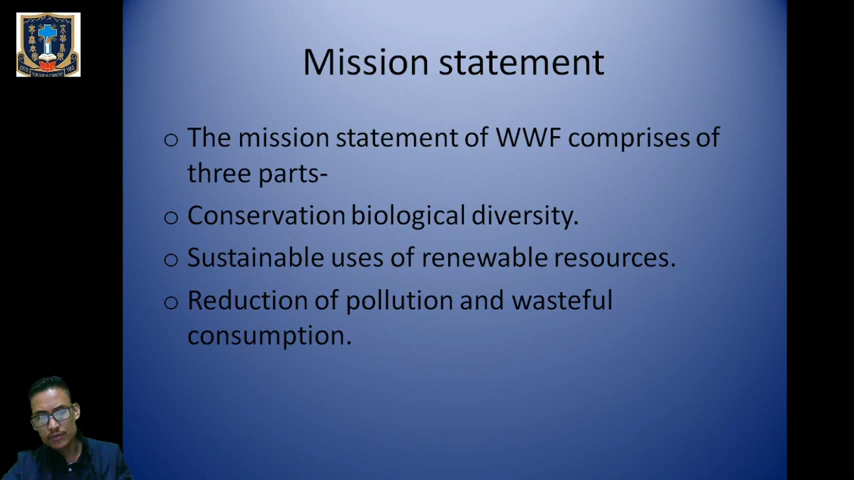 Mission statement
o The mission statement of WWF comprises of
three parts-
o Conservation biological diversity.
o Sustainable uses of renewable resources.
o Reduction of pollution and wasteful
consumption.